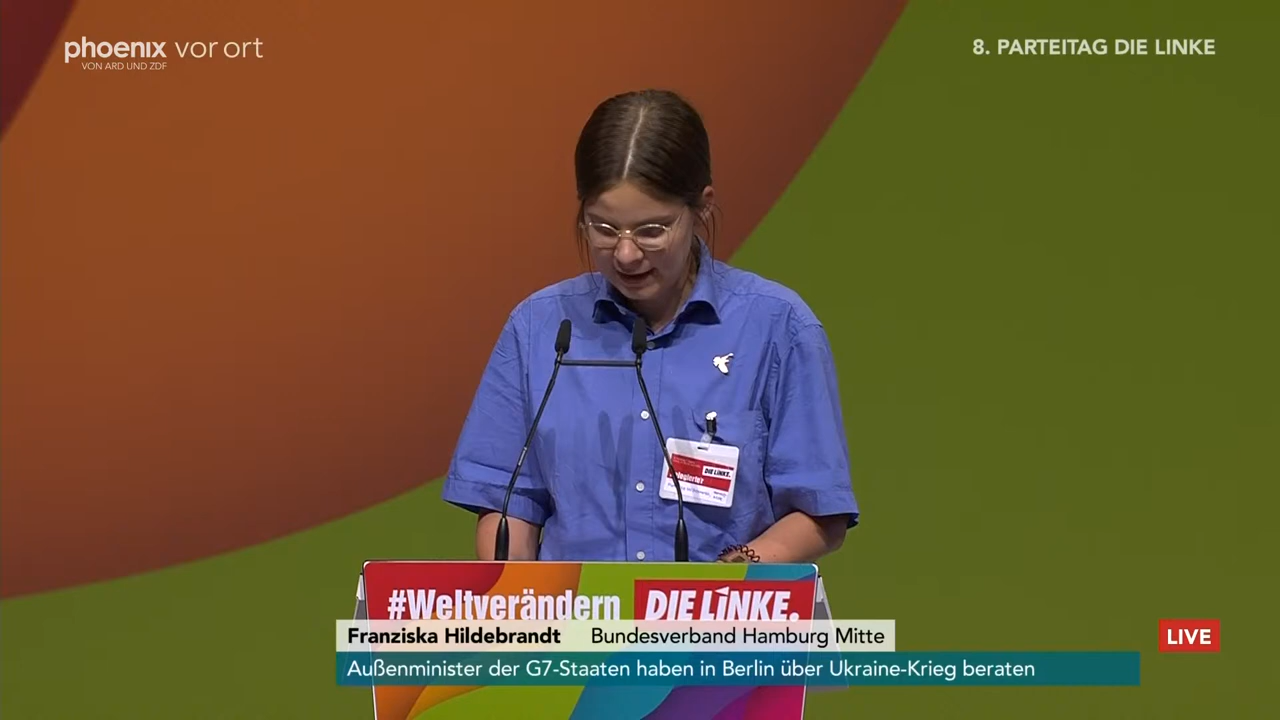 phoenix vor ort
VON ARD UND ZDF
8. PARTEITAG DIE LINKE
DIE LINKE.
#Weltverändern DIE LINKE.
Franziska Hildebrandt Bundesverband Hamburg Mitte
LIVE
Außenminister der G7-Staaten haben in Berlin über Ukraine-Krieg beraten